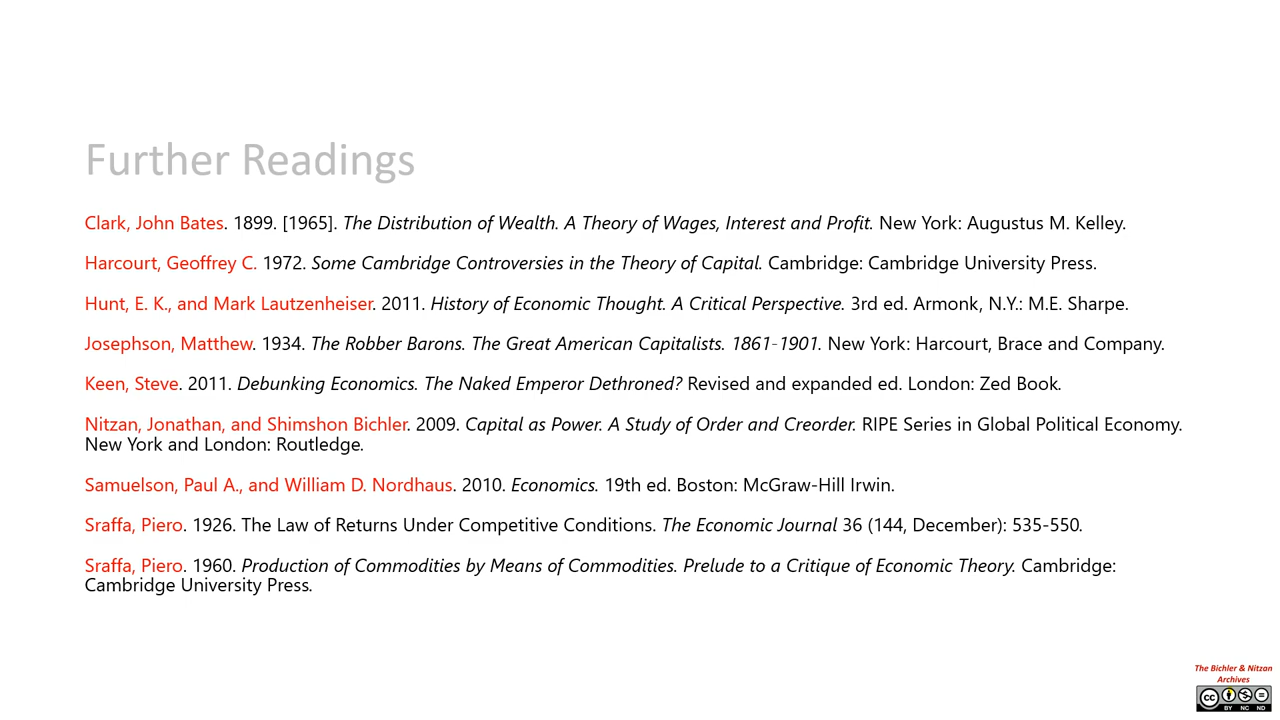 Further Readings
Clark, John Bates. 1899. [1965]. The Distribution of Wealth. A Theory of Wages, Interest and Profit. New York: Augustus M. Kelley.
Harcourt, Geoffrey C. 1972. Some Cambridge Controversies in the Theory of Capital. Cambridge: Cambridge University Press.
Hunt, E. K., and Mark Lautzenheiser. 2011. History of Economic Thought. A Critical Perspective. 3rd ed. Armonk, N.Y.: M.E. Sharpe.
Josephson, Matthew. 1934. The Robber Barons. The Great American Capitalists. 1861-1901. New York: Harcourt, Brace and Company.
Keen, Steve. 2011. Debunking Economics. The Naked Emperor Dethroned? Revised and expanded ed. London: Zed Book.
Nitzan, Jonathan, and Shimshon Bichler. 2009. Capital as Power. A Study of Order and Creorder. RIPE Series in Global Political Economy.
New York and London: Routledge.
Samuelson, Paul A., and William D. Nordhaus. 2010. Economics. 19th ed. Boston: McGraw-Hill Irwin.
Sraffa, Piero. 1926. The Law of Returns Under Competitive Conditions. The Economic Journal 36 (144, December): 535-550.
Sraffa, Piero. 1960. Production of Commodities by Means of Commodities. Prelude to a Critique of Economic Theory. Cambridge:
Cambridge University Press.
The Bichler & Nitzan
Archives
cc
BY NC ND